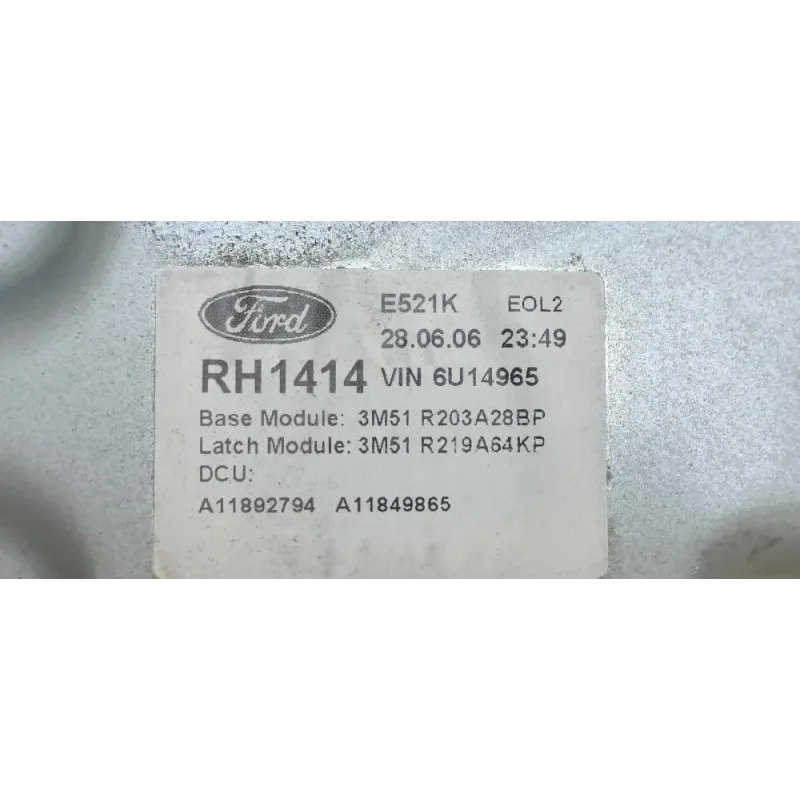 Ford E521K EOL2
28.06.06 23:49
RH1414 VIN 6U14965
Base Module: 3M51 R203A28BP
Latch Module: 3M51 R219A64KP
DCU:
A11892794 A11849865